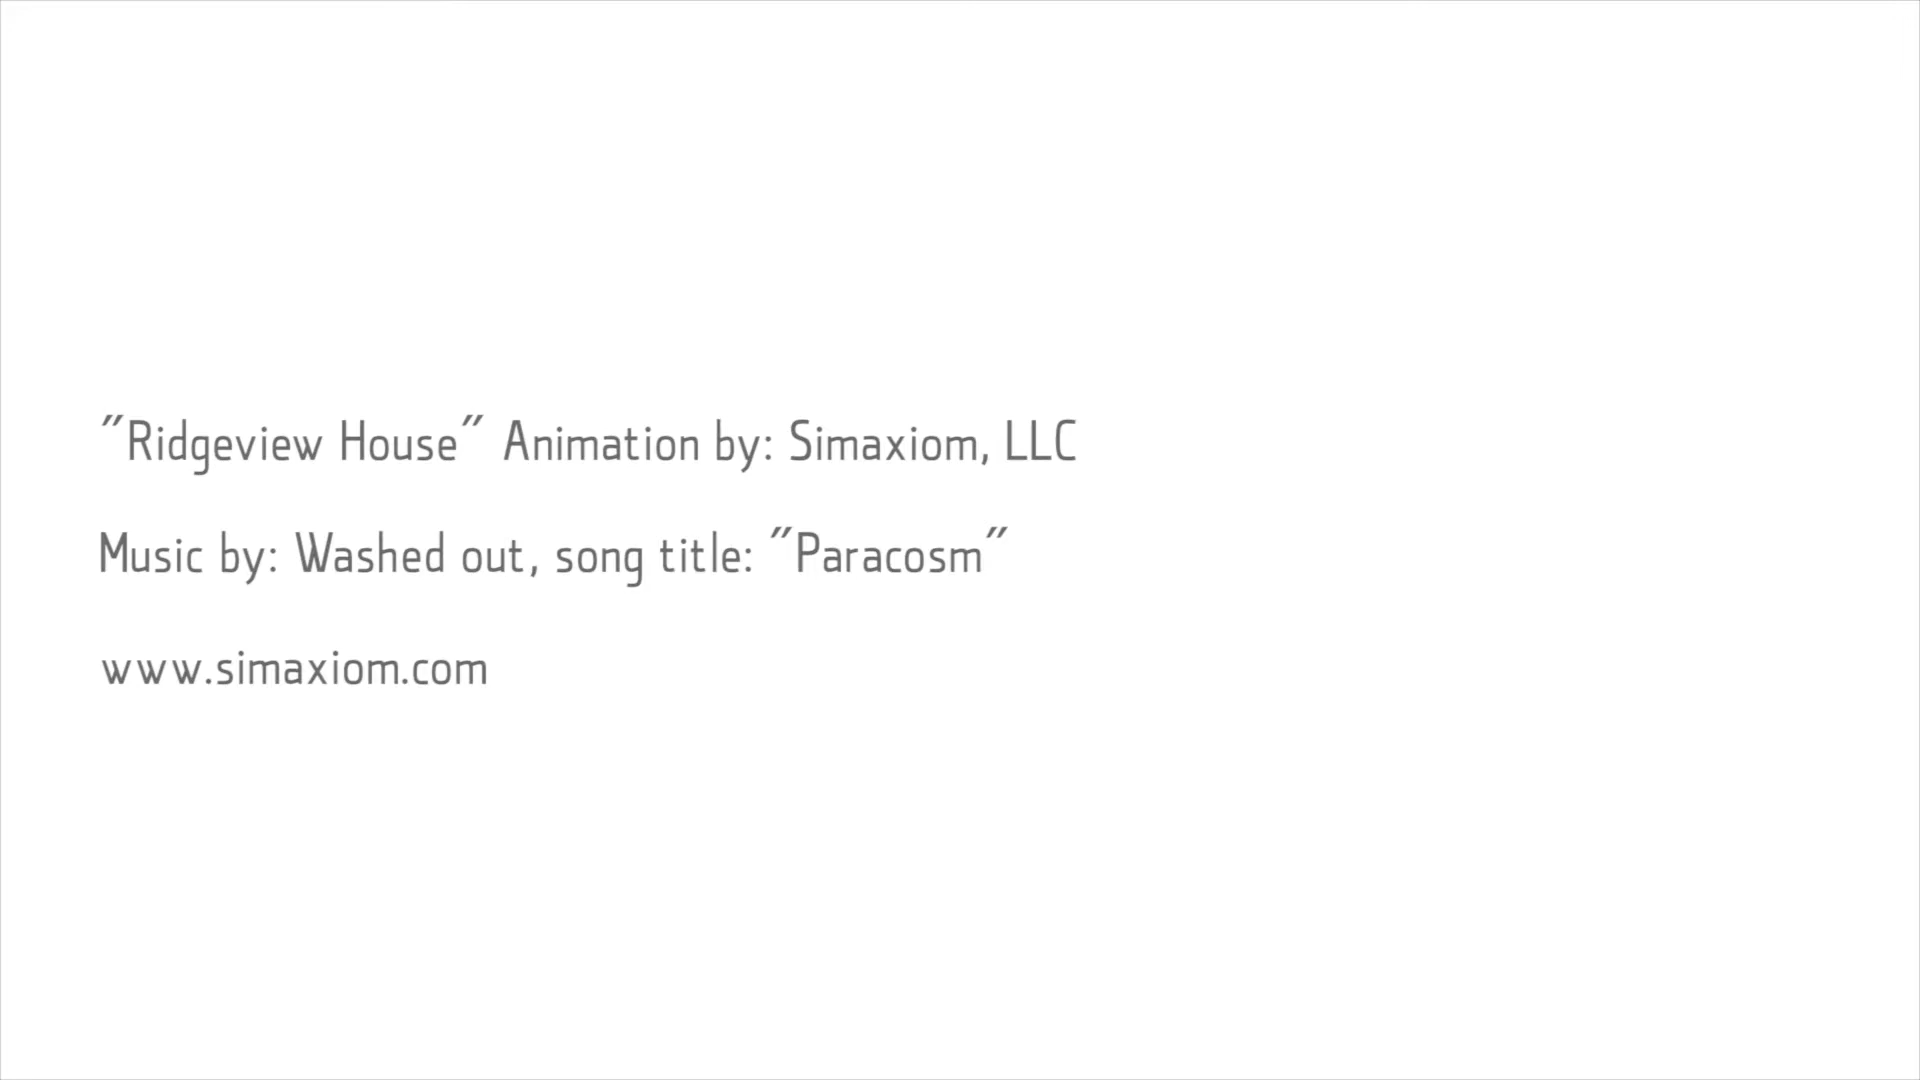 "Ridgeview House" Animation by: Simaxiom, LLC
Music by: Washed out, song title: "Paracosm"
www.simaxiom.com